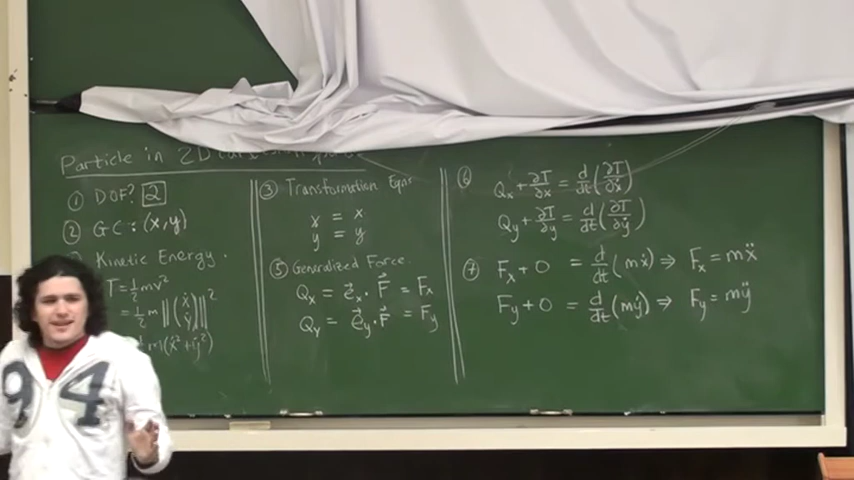 Particle in 2D
① DOF? 2
② GC: (x,y)
Kinetic Energy.
T = ½mv²
= ½m ||(ẋ ẏ)||²
m(ẋ²+ẏ²)
③ Transformation Eqns
x = x
y = y
⑤ Generalized Force.
Qx = e⃗x · F⃗ = Fx
Qy = e⃗y · F⃗ = Fy
⑥ Qx + ∂T/∂x = d/dt(∂T/∂ẋ)
Qy + ∂T/∂y = d/dt(∂T/∂ẏ)
⑦ Fx + 0 = d/dt(mẋ) ⇒ Fx = mẍ
Fy + 0 = d/dt(mẏ) ⇒ Fy = mÿ
94